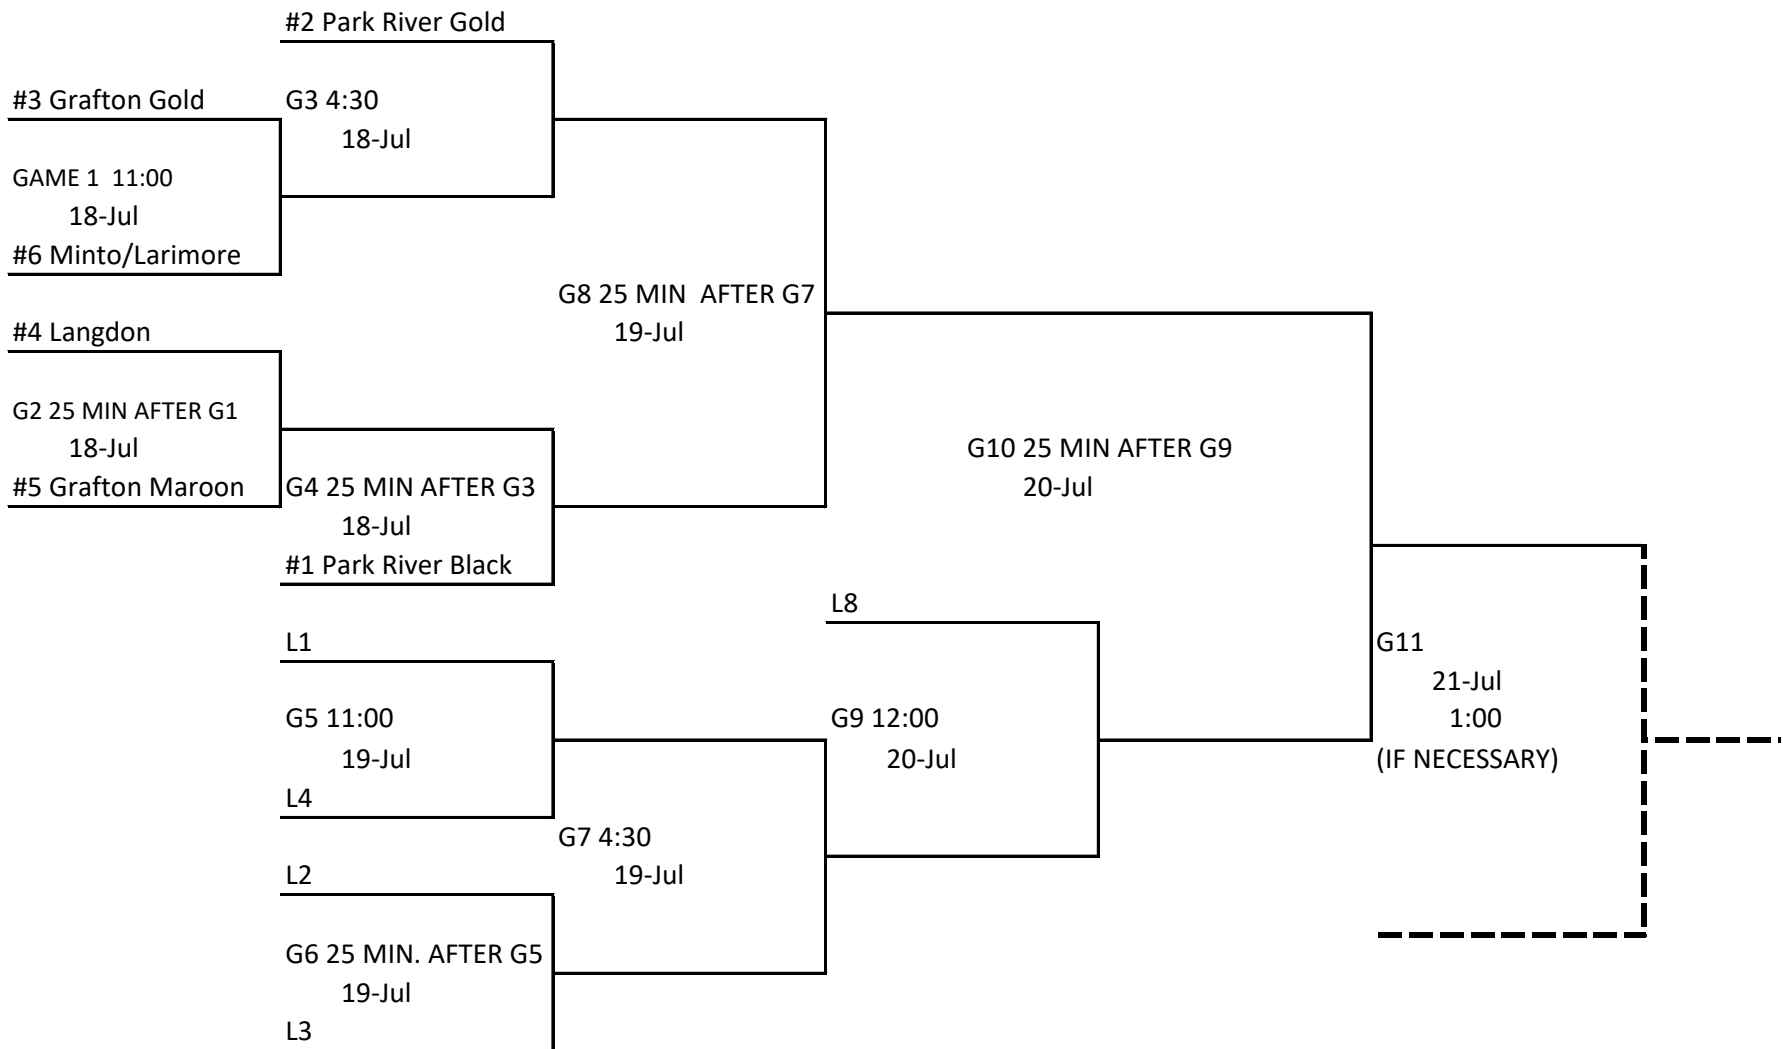 #2 Park River Gold
#3 Grafton Gold
G3 4:30
18-Jul
GAME 1  11:00
18-Jul
#6 Minto/Larimore
G8 25 MIN  AFTER G7
19-Jul
#4 Langdon
G2 25 MIN AFTER G1
18-Jul
#5 Grafton Maroon
G4 25 MIN AFTER G3
18-Jul
#1 Park River Black
G10 25 MIN AFTER G9
20-Jul
L8
L1
G11
21-Jul
1:00
(IF NECESSARY)
G5 11:00
19-Jul
G9 12:00
20-Jul
L4
G7 4:30
19-Jul
L2
G6 25 MIN. AFTER G5
19-Jul
L3